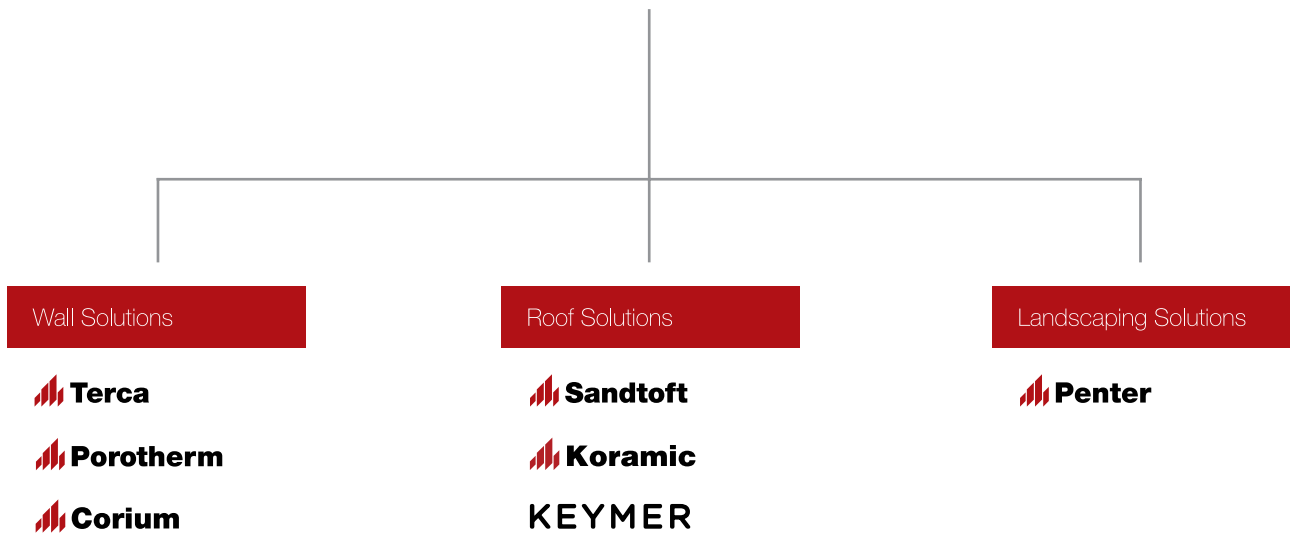 Wall Solutions
Terca
Porotherm
Corium
Roof Solutions
Sandtoft
Koramic
KEYMER
Landscaping Solutions
Penter